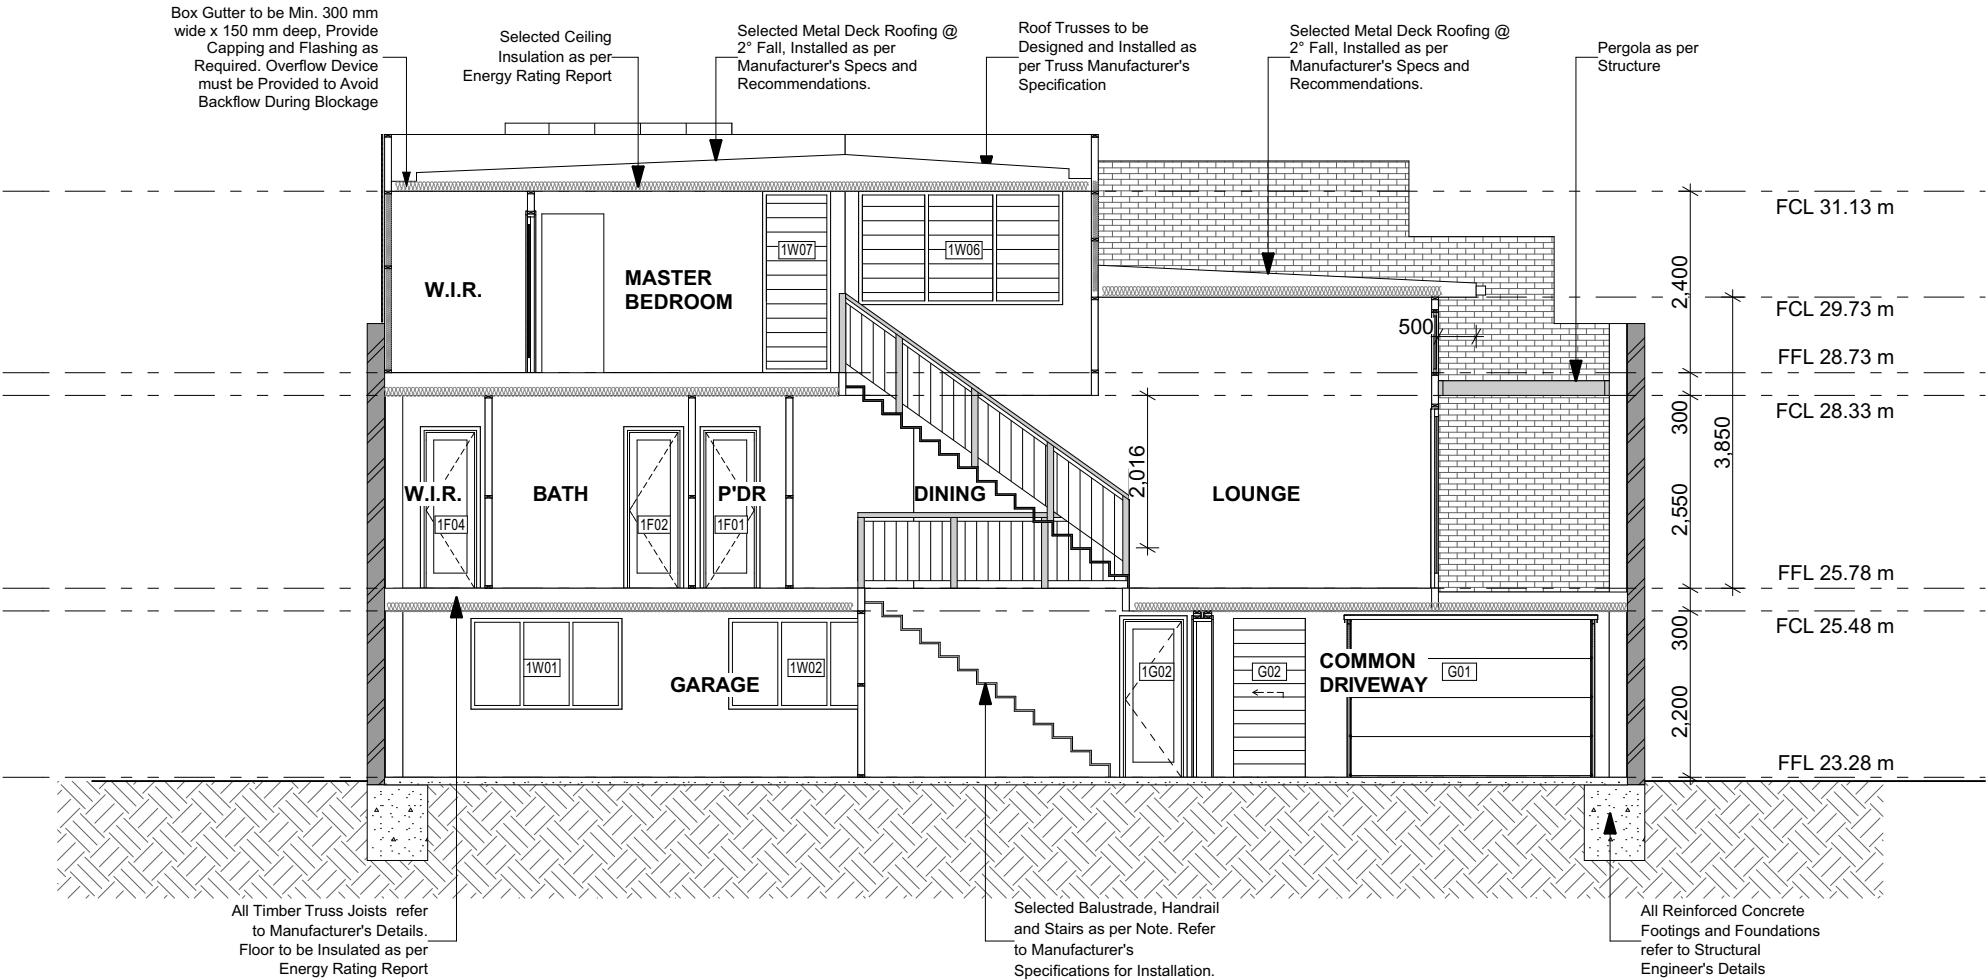 Box Gutter to be Min. 300 mm
wide x 150 mm deep, Provide
Capping and Flashing as
Required. Overflow Device
must be Provided to Avoid
Backflow During Blockage
Selected Ceiling
Insulation as per
Energy Rating Report
Selected Metal Deck Roofing @
2° Fall, Installed as per
Manufacturer's Specs and
Recommendations.
Roof Trusses to be
Designed and Installed as
per Truss Manufacturer's
Specification
Selected Metal Deck Roofing @
2° Fall, Installed as per
Manufacturer's Specs and
Recommendations.
Pergola as per
Structure
FCL 31.13 m
1W07
1W06
W.I.R.
MASTER
BEDROOM
2,400
FCL 29.73 m
500
FFL 28.73 m
FCL 28.33 m
300
3,850
2,016
W.I.R.
BATH
P'DR
DINING
LOUNGE
2,550
1F04
1F02
1F01
FFL 25.78 m
FCL 25.48 m
300
1W01
1W02
GARAGE
1G02
G02
COMMON
DRIVEWAY
G01
2,200
FFL 23.28 m
All Timber Truss Joists refer
to Manufacturer's Details.
Floor to be Insulated as per
Energy Rating Report
Selected Balustrade, Handrail
and Stairs as per Note. Refer
to Manufacturer's
Specifications for Installation.
All Reinforced Concrete
Footings and Foundations
refer to Structural
Engineer's Details